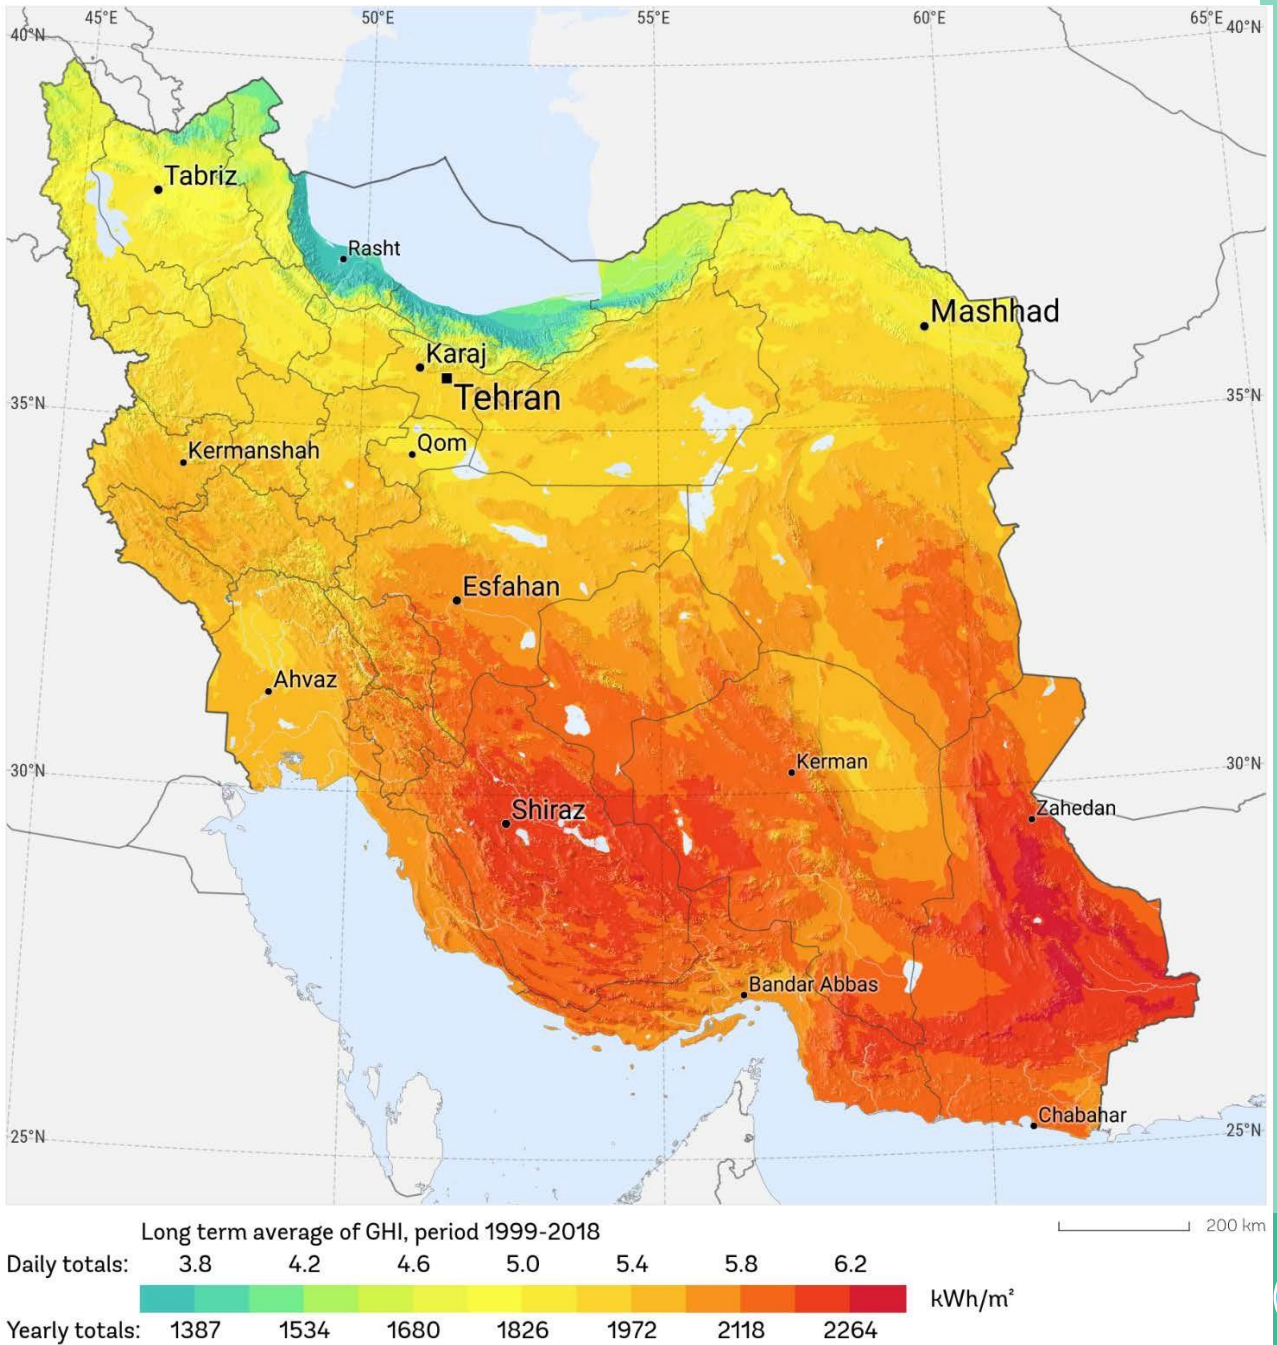 45°E 50°E 55°E 60°E 65°E
40°N 40°N
Tabriz
Rasht
Mashhad
Karaj
Tehran
35°N 35°N
Qom
Kermanshah
Esfahan
Ahvaz
Kerman
30°N 30°N
Shiraz
Zahedan
Bandar Abbas
Chabahar
25°N 25°N
Long term average of GHI, period 1999-2018
200 km
Daily totals: 3.8 4.2 4.6 5.0 5.4 5.8 6.2
kWh/m²
Yearly totals: 1387 1534 1680 1826 1972 2118 2264